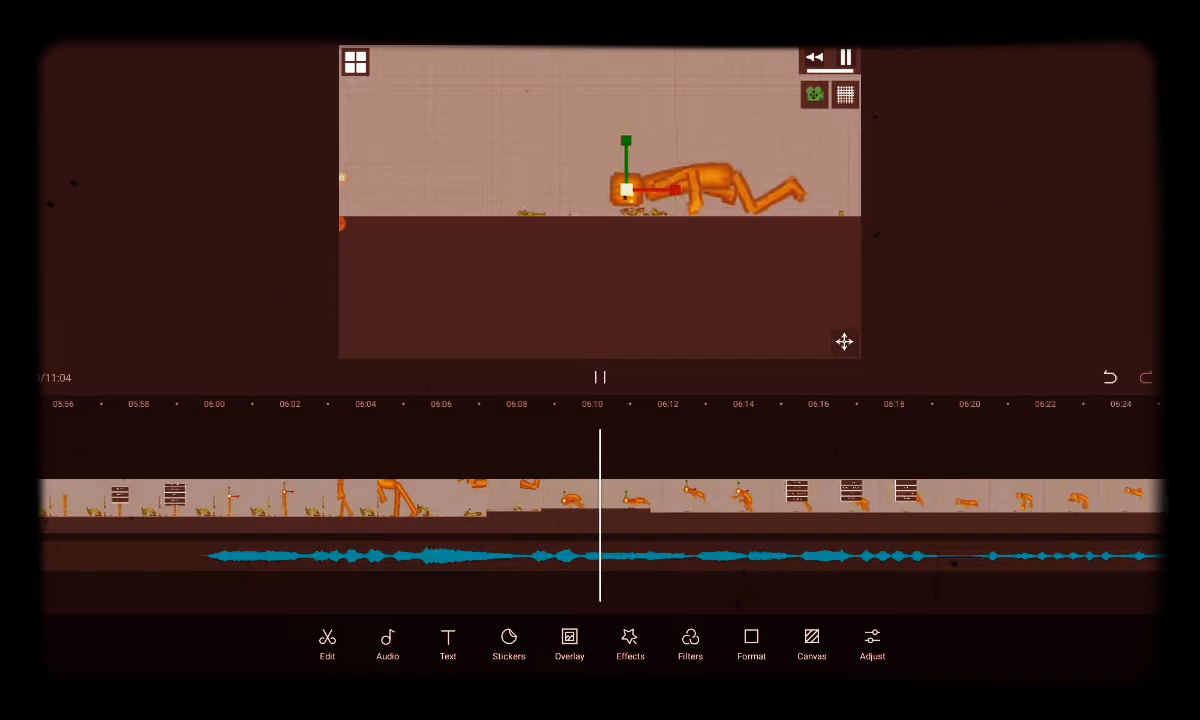 /11:04
05:56 05:58 06:00 06:02 06:04 06:06 06:08 06:10 06:12 06:14 06:16 06:18 06:20 06:22 06:24
Edit Audio Text Stickers Overlay Effects Filters Format Canvas Adjust